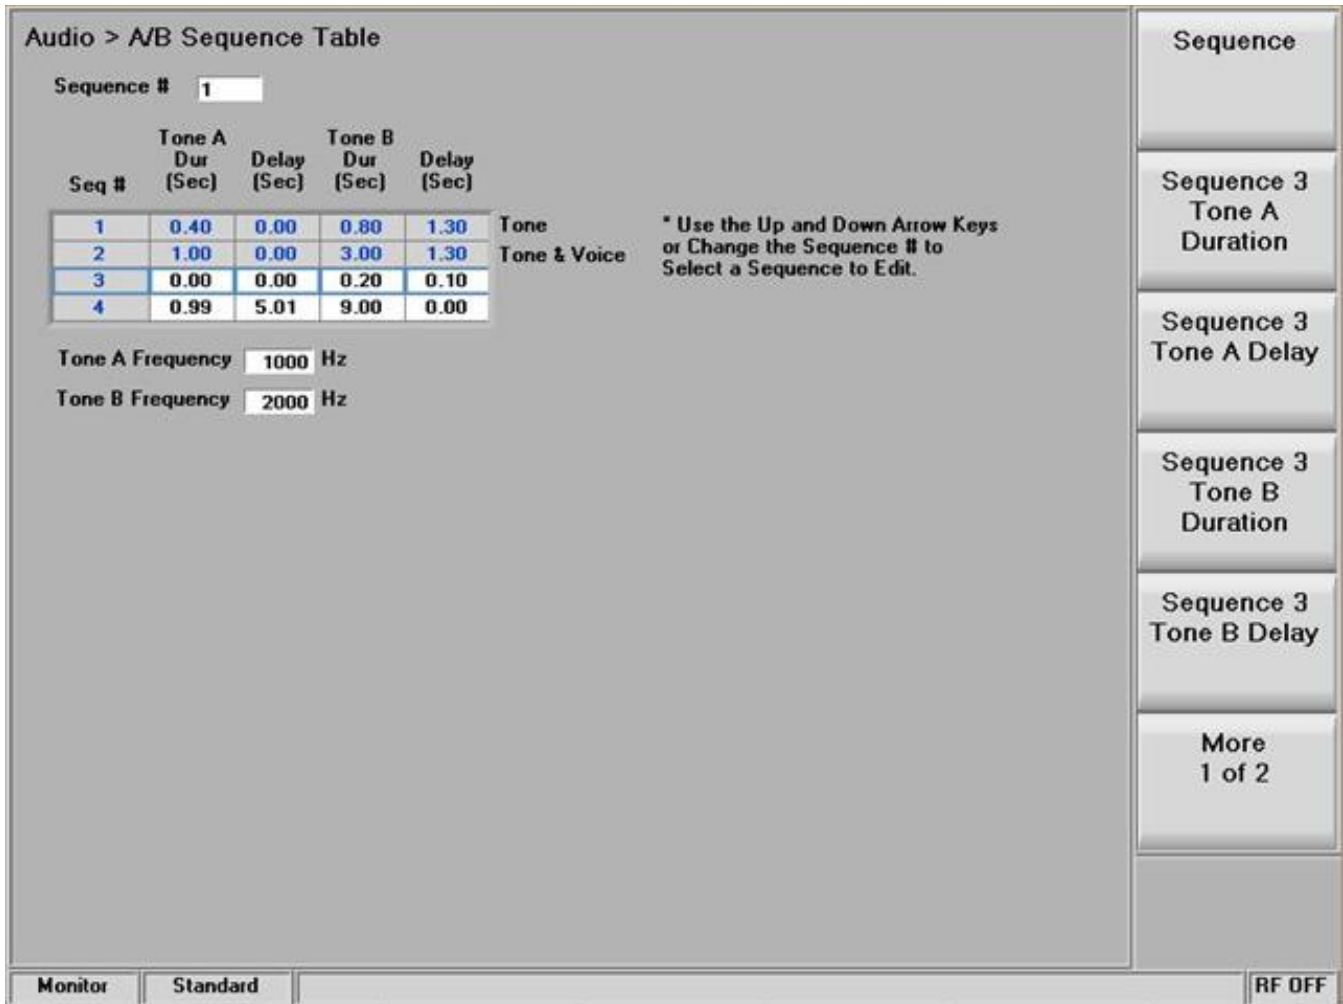 Audio > A/B Sequence Table
Sequence # 1
Tone A Tone B
Dur Delay Dur Delay
Seq # (Sec) (Sec) (Sec) (Sec)
1 0.40 0.00 0.80 1.30 Tone
2 1.00 0.00 3.00 1.30 Tone & Voice
3 0.00 0.00 0.20 0.10
4 0.99 5.01 9.00 0.00
* Use the Up and Down Arrow Keys
or Change the Sequence # to
Select a Sequence to Edit.
Tone A Frequency 1000 Hz
Tone B Frequency 2000 Hz
Sequence
Sequence 3
Tone A
Duration
Sequence 3
Tone A Delay
Sequence 3
Tone B
Duration
Sequence 3
Tone B Delay
More
1 of 2
Monitor Standard RF OFF